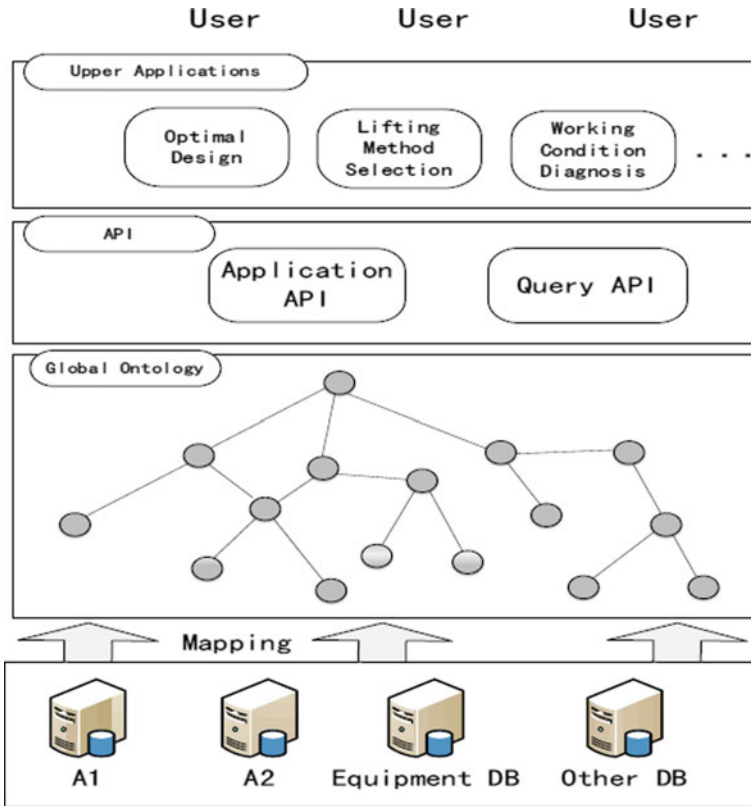 User User User
Upper Applications
Optimal
Design
Lifting
Method
Selection
Working
Condition
Diagnosis
...
API
Application
API
Query API
Global Ontology
Mapping
A1 A2 Equipment DB Other DB